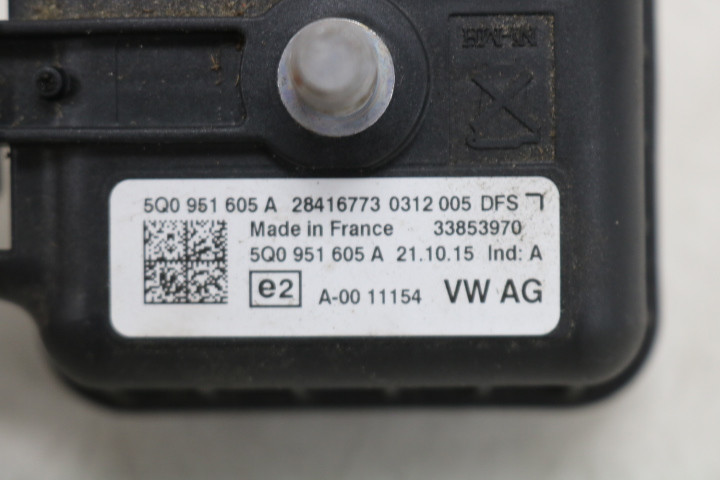 5Q0 951 605 A 28416773 0312 005 DFS
Made in France 33853970
5Q0 951 605 A 21.10.15 Ind: A
e2 A-00 11154 VW AG